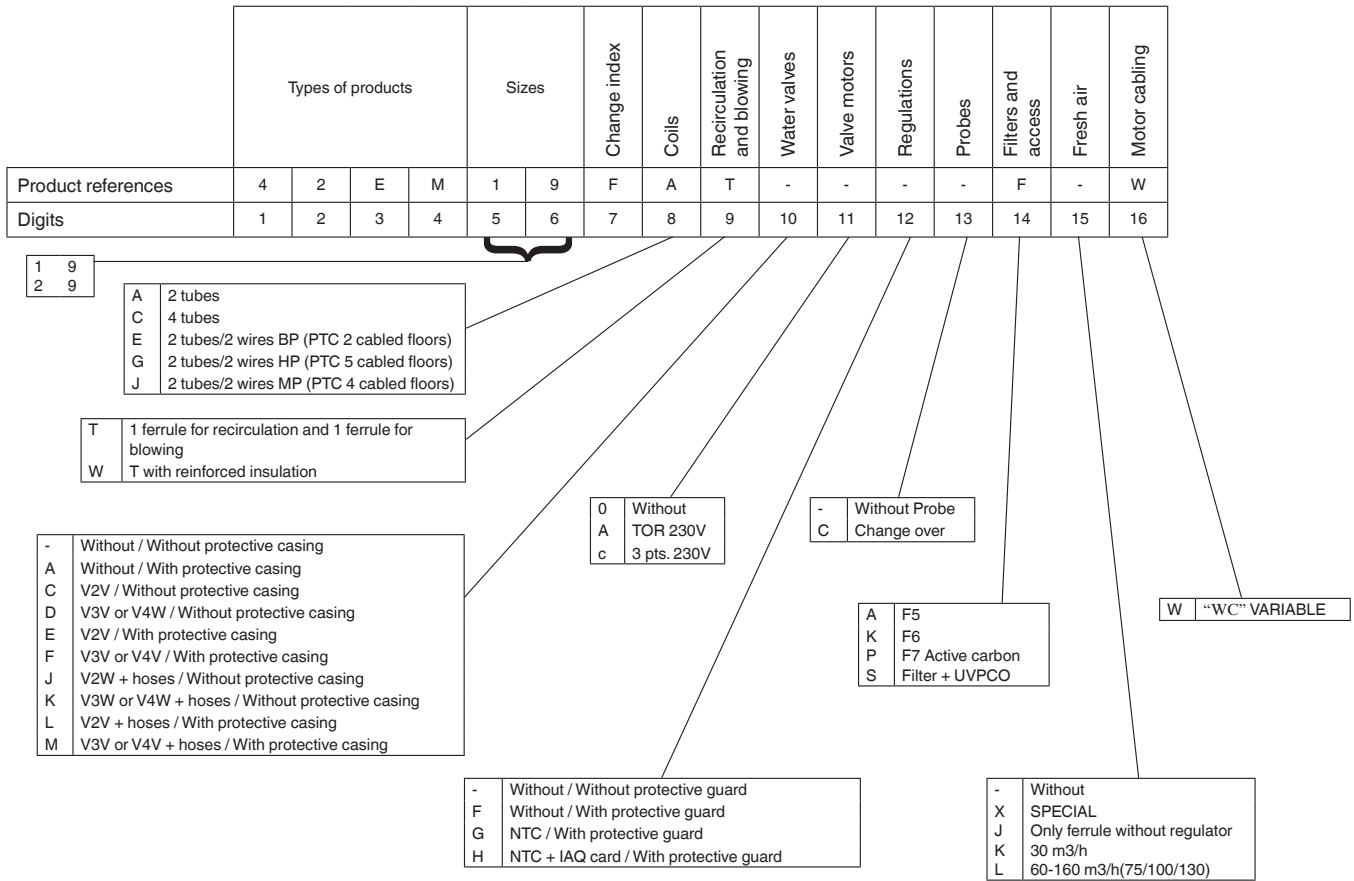 Types of products Sizes Change index Coils Recirculation and blowing Water valves Valve motors Regulations Probes Filters and access Fresh air Motor cabling
Product references 4 2 E M 1 9 F A T - - - - F - W
Digits 1 2 3 4 5 6 7 8 9 10 11 12 13 14 15 16
1 9
2 9
A 2 tubes
C 4 tubes
E 2 tubes/2 wires BP (PTC 2 cabled floors)
G 2 tubes/2 wires HP (PTC 5 cabled floors)
J 2 tubes/2 wires MP (PTC 4 cabled floors)
T 1 ferrule for recirculation and 1 ferrule for
blowing
W T with reinforced insulation
- Without / Without protective casing
A Without / With protective casing
C V2V / Without protective casing
D V3V or V4W / Without protective casing
E V2V / With protective casing
F V3V or V4V / With protective casing
J V2W + hoses / Without protective casing
K V3W or V4W + hoses / Without protective casing
L V2V + hoses / With protective casing
M V3V or V4V + hoses / With protective casing
0 Without
A TOR 230V
c 3 pts. 230V
- Without Probe
C Change over
A F5
K F6
P F7 Active carbon
S Filter + UVPCO
W “WC” VARIABLE
- Without / Without protective guard
F Without / With protective guard
G NTC / With protective guard
H NTC + IAQ card / With protective guard
- Without
X SPECIAL
J Only ferrule without regulator
K 30 m3/h
L 60-160 m3/h(75/100/130)